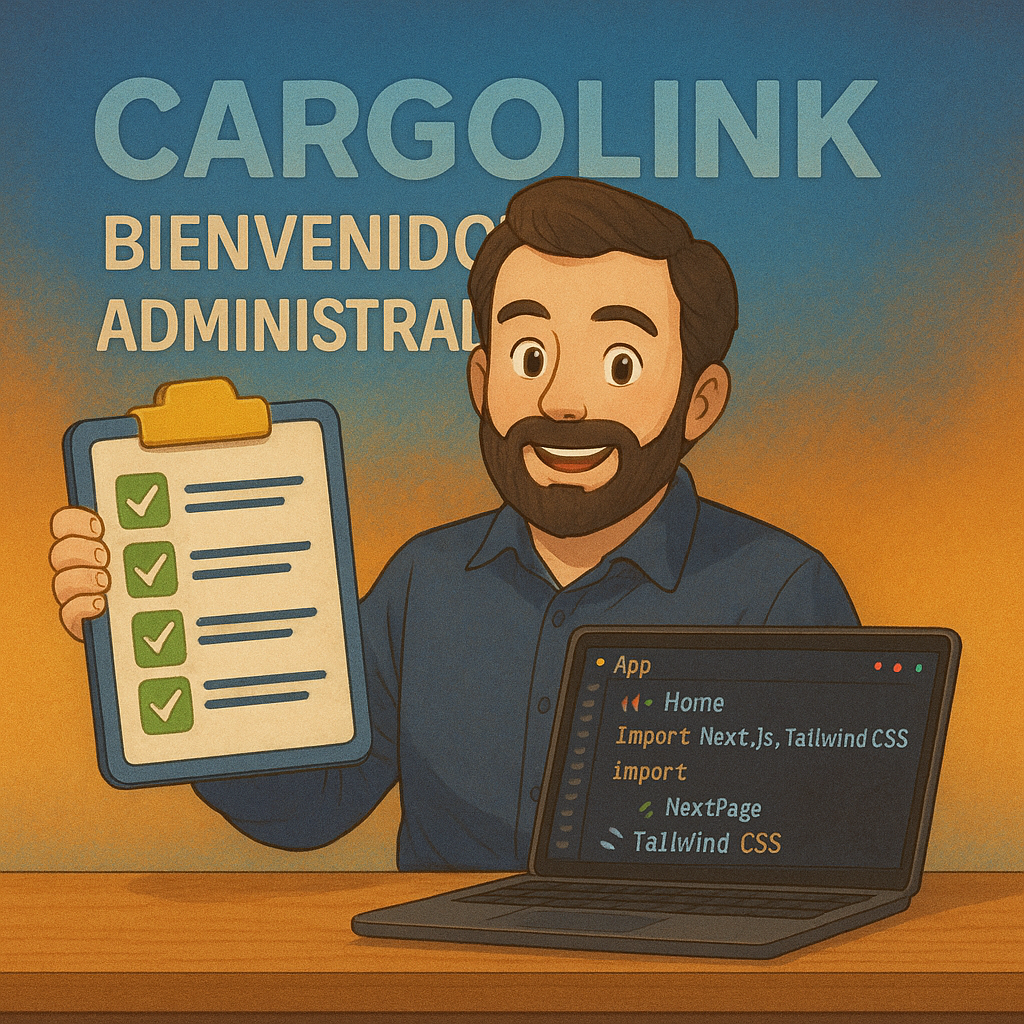 CARGOLINK
BIENVENIDO
ADMINISTRAD
App
Home
Import Next.js, Tailwind CSS
import
NextPage
TailWind CSS